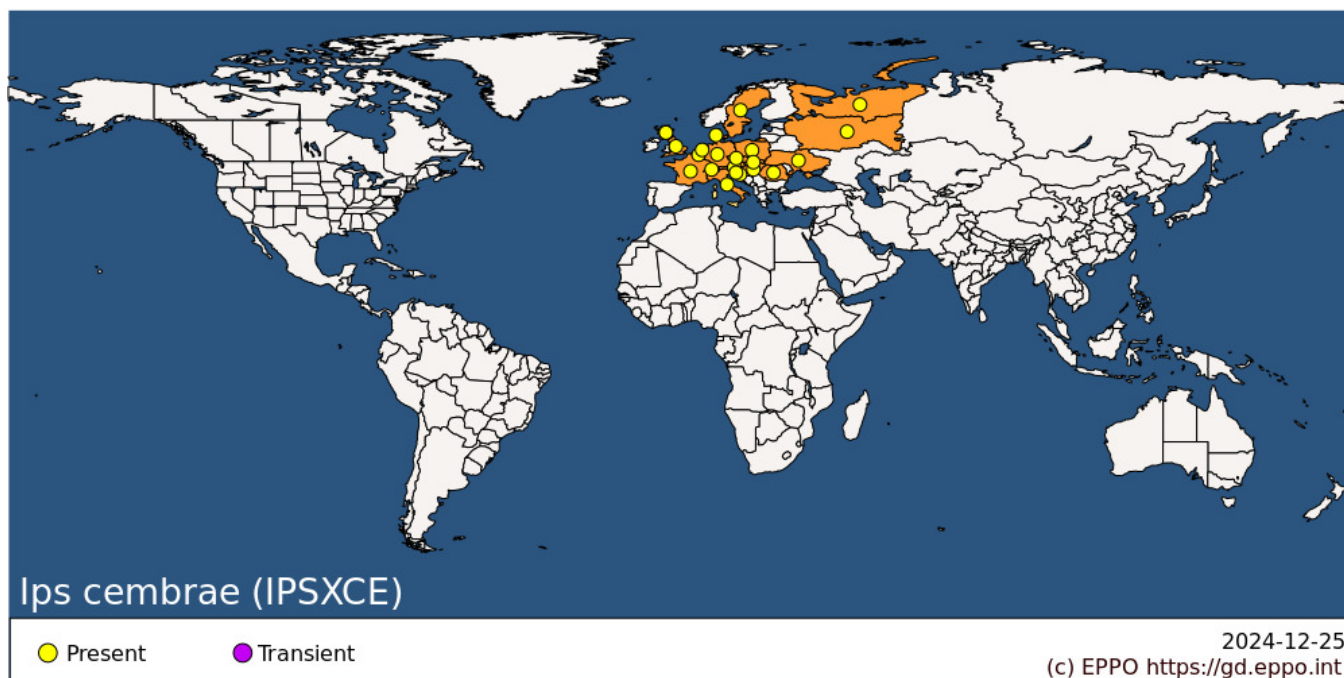 Ips cembrae (IPSXCE)
Present
Transient
2024-12-25
(c) EPPO https://gd.eppo.int